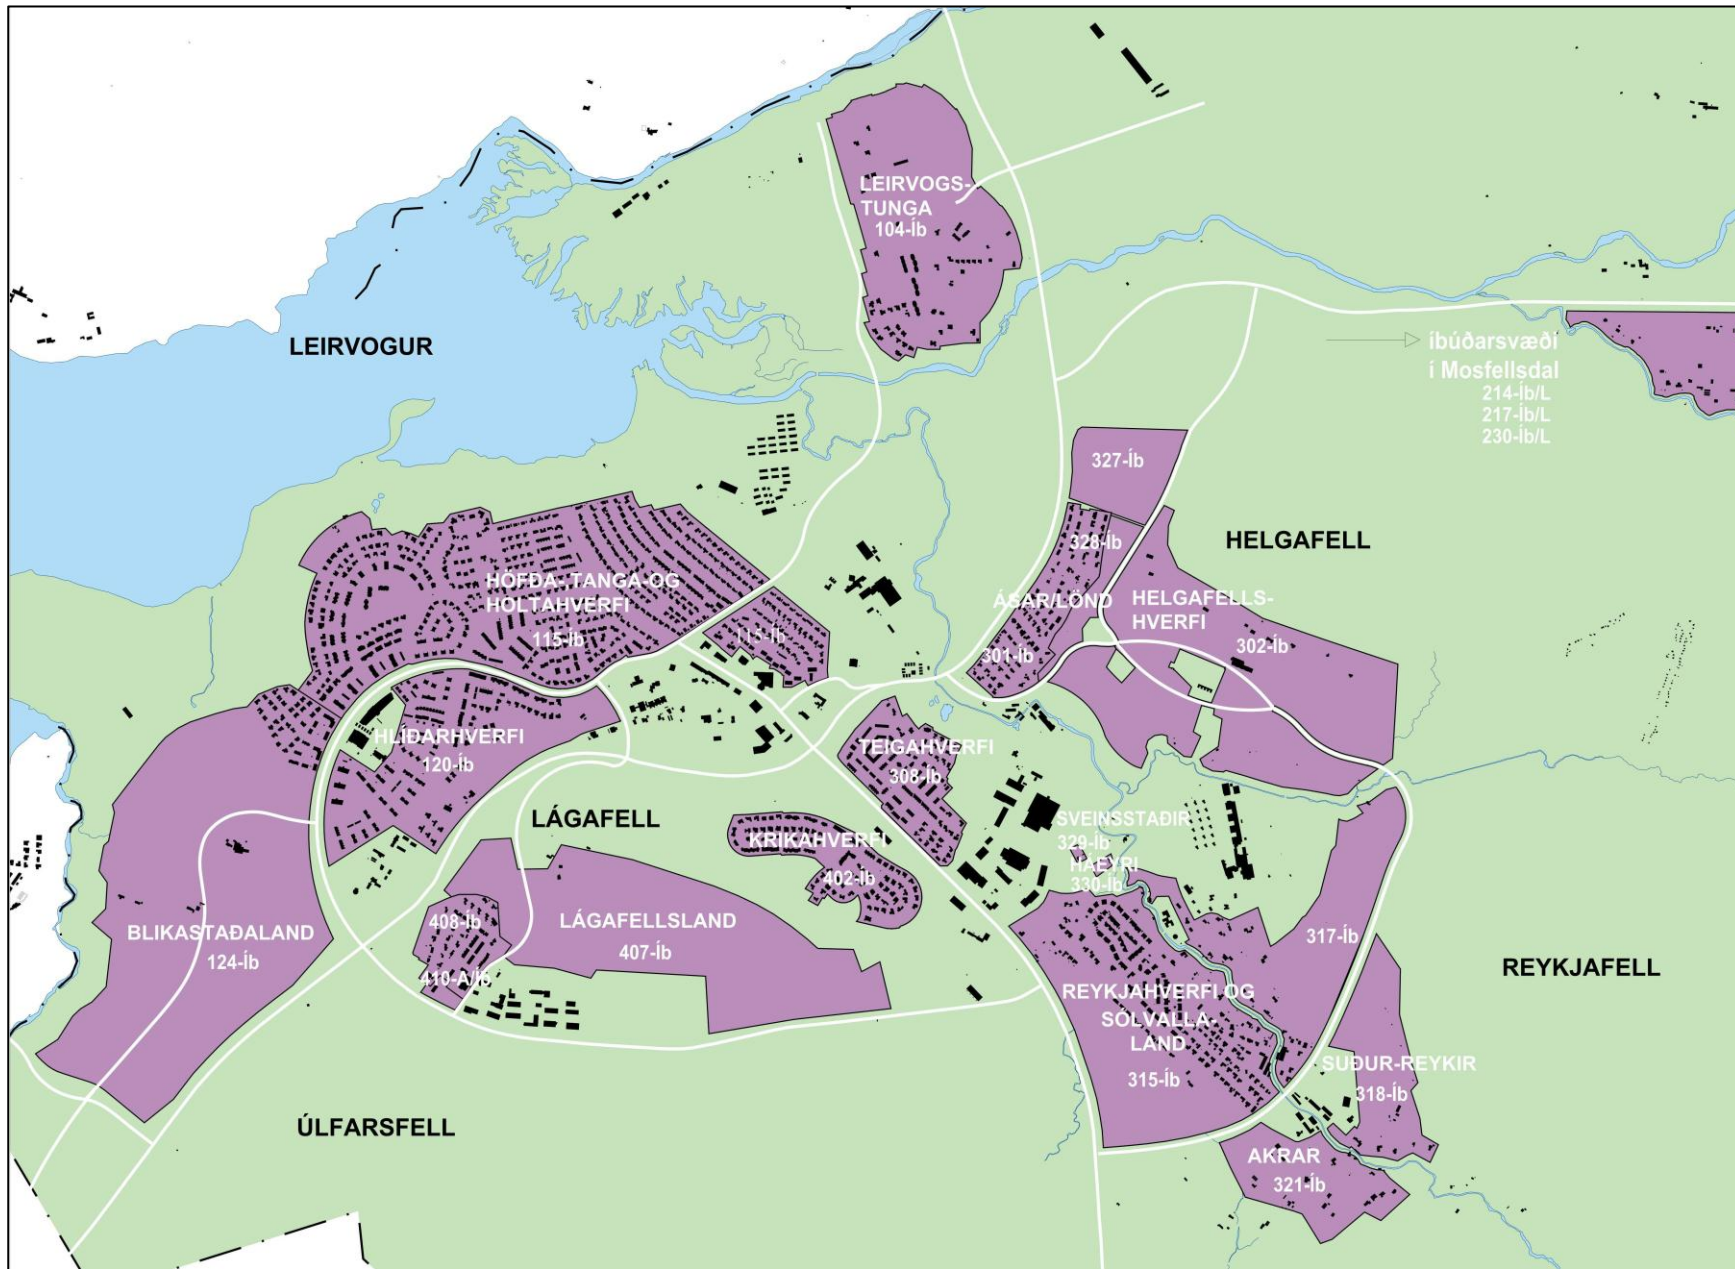 LEIRVOGS-
TUNGA
104-Íb
LEIRVOGUR
íbúðarsvæði
í Mosfellsdal
214-Íb/L
217-Íb/L
230-Íb/L
327-Íb
328-Íb
HELGAFELL
HÖFÐA-, TANGA-OG
HOLTAHVERFI
115-Íb
115-Íb
ÁSAR/LÖND
301-Íb
HELGAFELLS-
HVERFI
302-Íb
HLÍÐARHVERFI
120-Íb
TEIGAHVERFI
308-Íb
LÁGAFELL
KRIKAHVERFI
402-Íb
SVEINSSTAÐIR
329-Íb
HÁEYRI
330-Íb
BLIKASTAÐALAND
124-Íb
408-Íb
410-A/Íb
LÁGAFELLSLAND
407-Íb
317-Íb
REYKJAFELL
REYKJAHVERFI OG
SÓLVALLA-
LAND
315-Íb
SUÐUR-REYKIR
318-Íb
ÚLFARSFELL
AKRAR
321-Íb